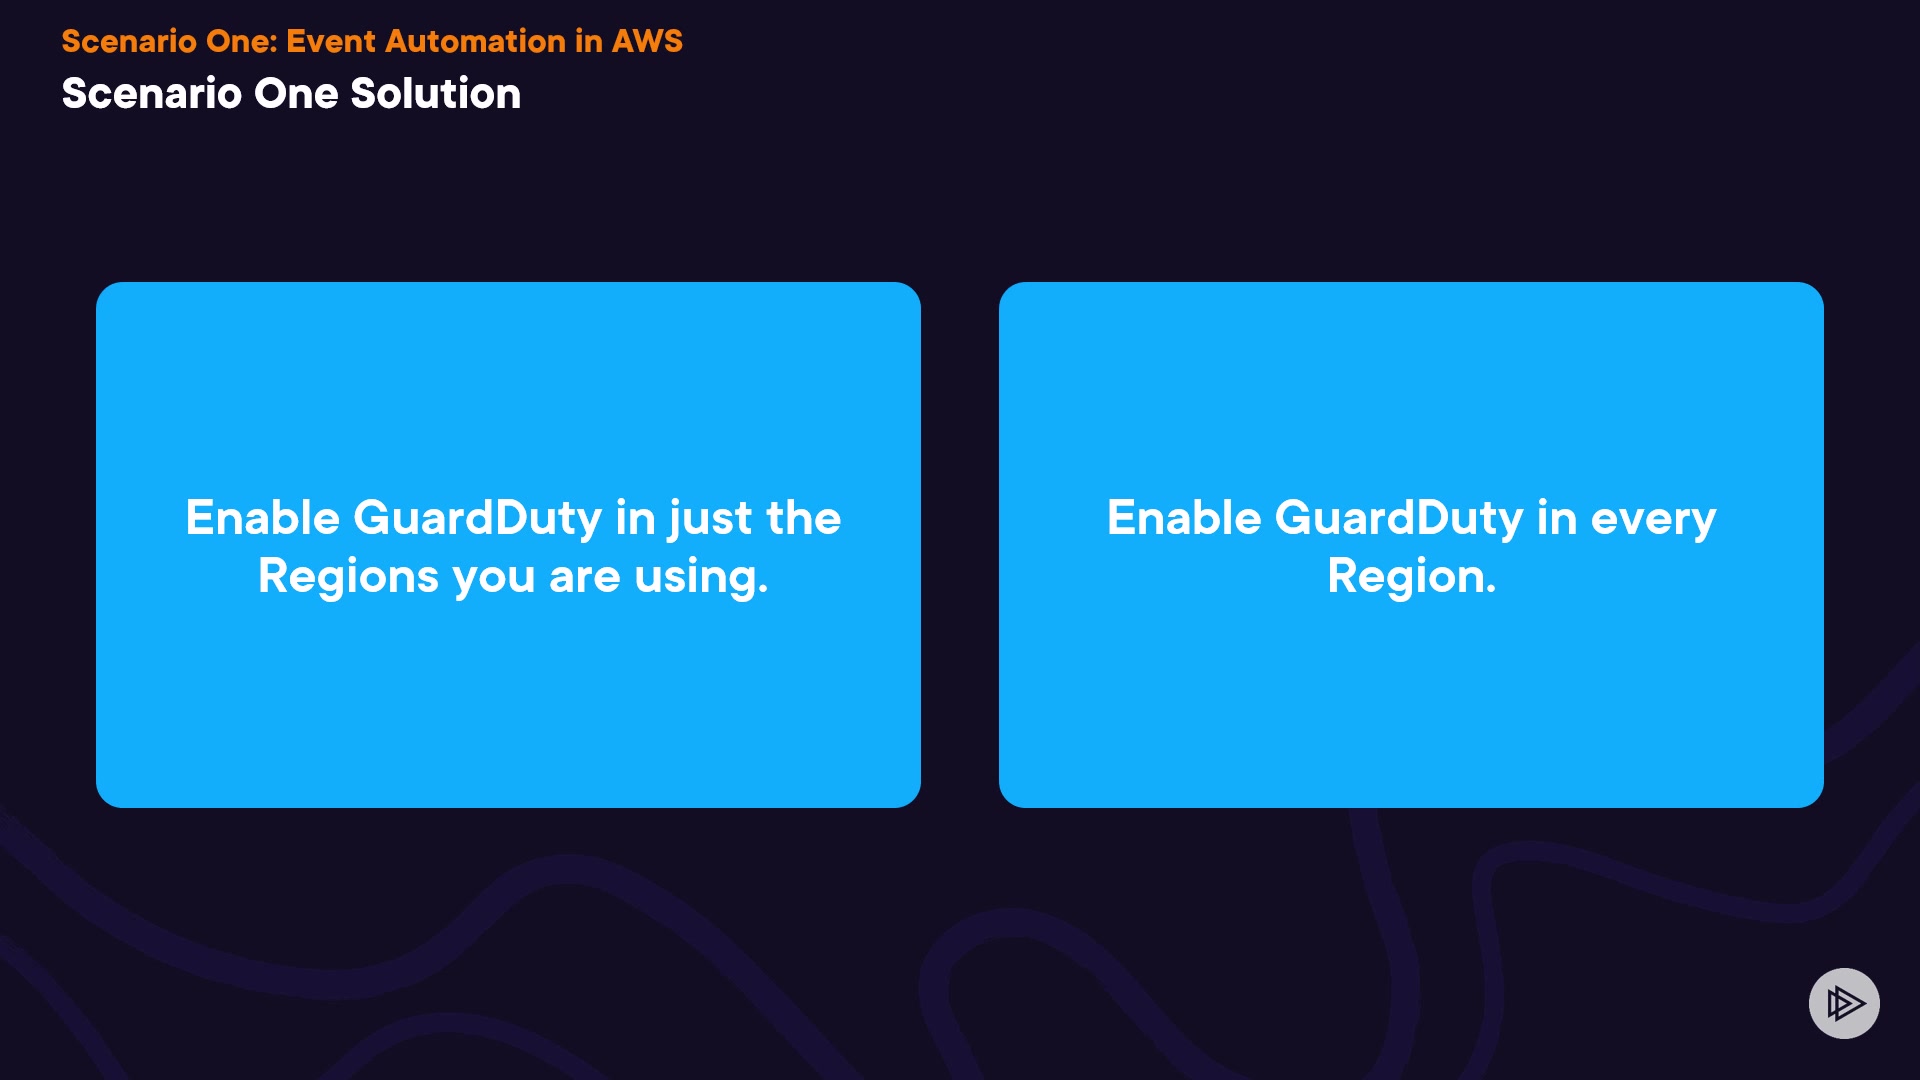 Scenario One: Event Automation in AWS
Scenario One Solution
Enable GuardDuty in just the
Regions you are using.
Enable GuardDuty in every
Region.